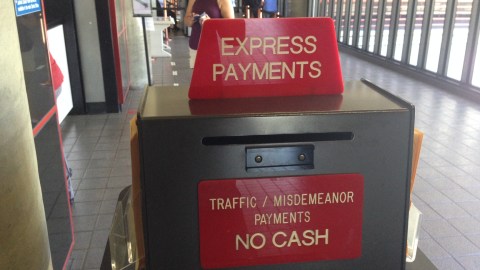 EXPRESS
PAYMENTS
TRAFFIC / MISDEMEANOR
PAYMENTS
NO CASH